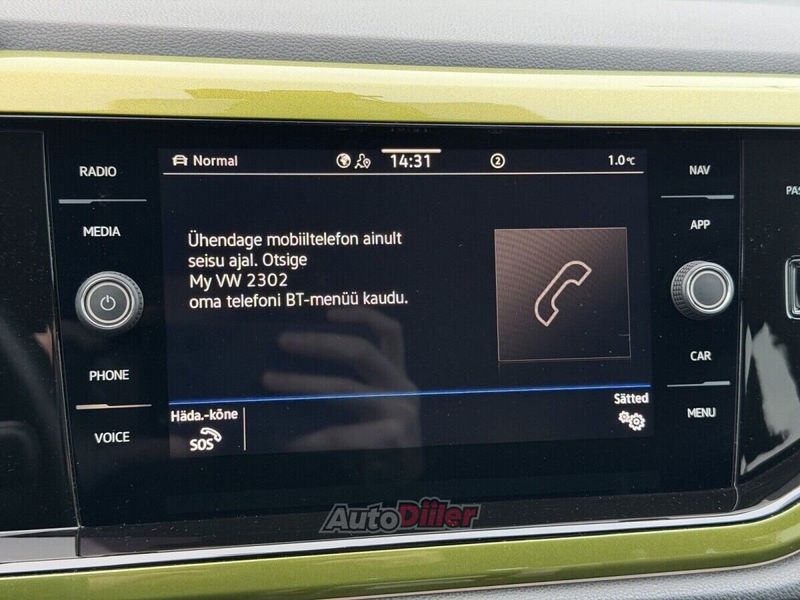 RADIO
MEDIA
PHONE
VOICE
Normal
14:31
2
1.0°C
Ühendage mobiiltelefon ainult
seisu ajal. Otsige
My VW 2302
oma telefoni BT-menüü kaudu.
Häda.-kõne
SOS
Sätted
NAV
APP
CAR
MENU
AutoDiiler